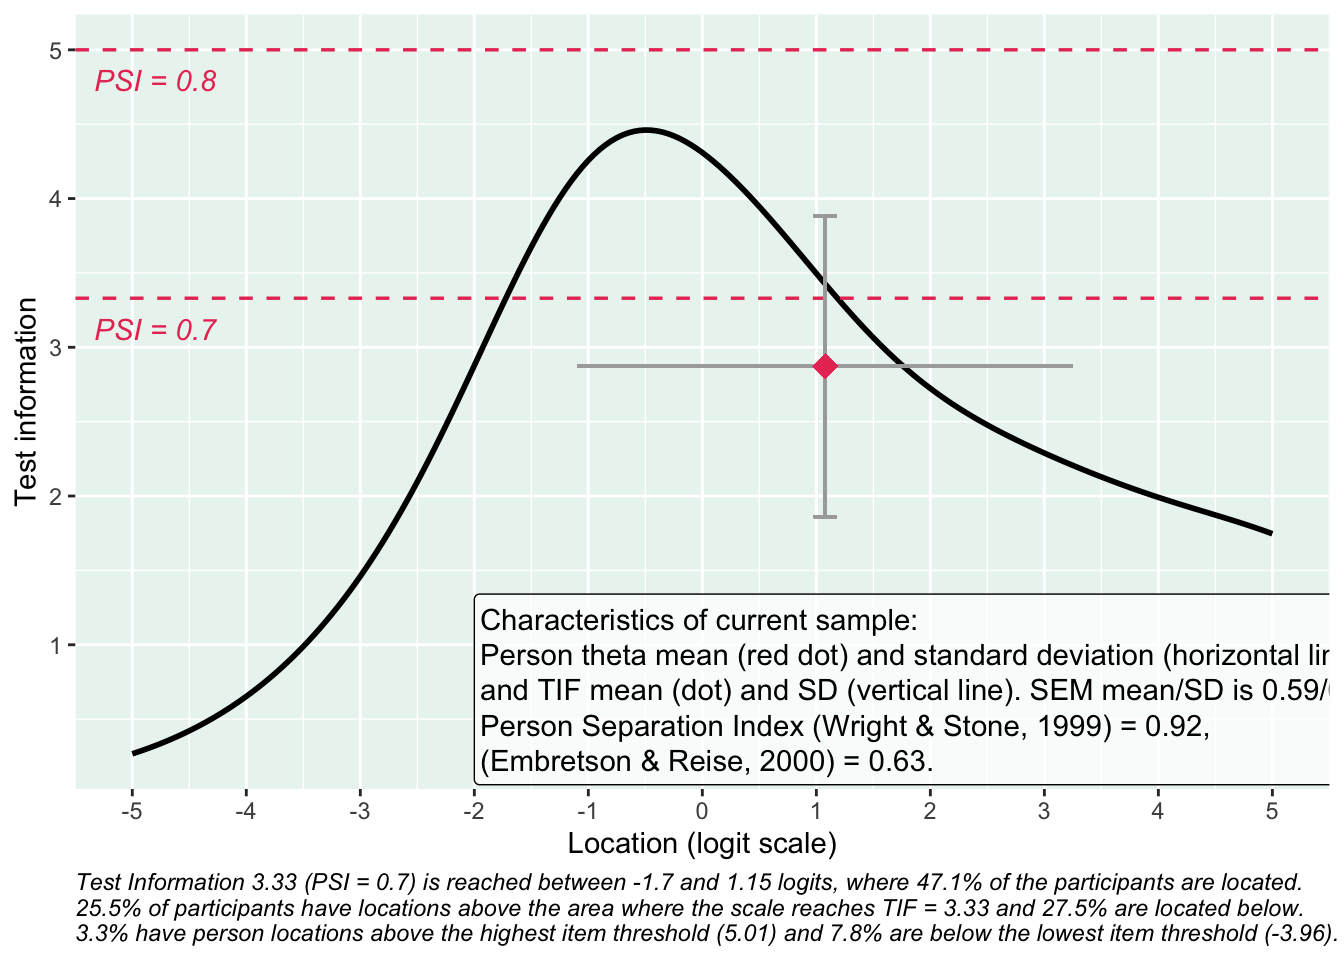 5
PSI = 0.8
4
PSI = 0.7
3
2
1
Test information
Characteristics of current sample:
Person theta mean (red dot) and standard deviation (horizontal
and TIF mean (dot) and SD (vertical line). SEM mean/SD is 0.59/
Person Separation Index (Wright & Stone, 1999) = 0.92,
(Embretson & Reise, 2000) = 0.63.
-5 -4 -3 -2 -1 0 1 2 3 4 5
Location (logit scale)
Test Information 3.33 (PSI = 0.7) is reached between -1.7 and 1.15 logits, where 47.1% of the participants are located.
25.5% of participants have locations above the area where the scale reaches TIF = 3.33 and 27.5% are located below.
3.3% have person locations above the highest item threshold (5.01) and 7.8% are below the lowest item threshold (-3.96).